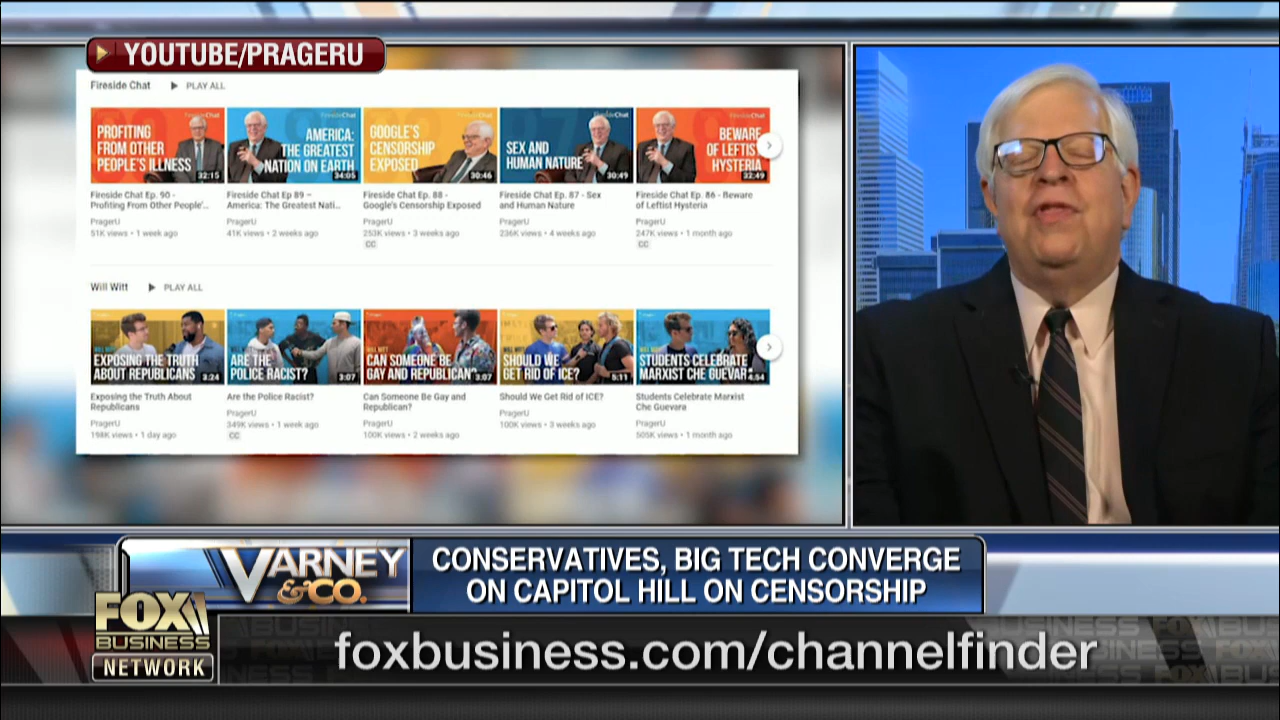 YOUTUBE/PRAGERU
Fireside Chat ▶ PLAY ALL
PROFITING
FROM OTHER
PEOPLE'S ILLNESS
32:15
AMERICA:
THE GREATEST
NATION ON EARTH
34:05
GOOGLE'S
CENSORSHIP
EXPOSED
30:46
SEX AND
HUMAN NATURE
30:49
BEWARE
OF LEFTIST
HYSTERIA
32:49
Fireside Chat Ep. 90 -
Profiting From Other People'...
PragerU
51K views • 1 week ago
Fireside Chat Ep 89 –
America: The Greatest Nati...
PragerU
41K views • 2 weeks ago
Fireside Chat Ep. 88 -
Google's Censorship Exposed
PragerU
253K views • 3 weeks ago
CC
Fireside Chat Ep. 87 - Sex
and Human Nature
PragerU
236K views • 4 weeks ago
Fireside Chat Ep. 86 - Beware
of Leftist Hysteria
PragerU
247K views • 1 month ago
CC
Will Witt ▶ PLAY ALL
EXPOSING THE TRUTH
ABOUT REPUBLICANS
3:24
ARE THE
POLICE RACIST?
3:07
CAN SOMEONE BE
GAY AND REPUBLICAN?
3:07
SHOULD WE
GET RID OF ICE?
5:11
STUDENTS CELEBRATE
MARXIST CHE GUEVAR
4:54
Exposing the Truth About
Republicans
PragerU
198K views • 1 day ago
Are the Police Racist?
PragerU
349K views • 1 week ago
CC
Can Someone Be Gay and
Republican?
PragerU
100K views • 2 weeks ago
Should We Get Rid of ICE?
PragerU
100K views • 3 weeks ago
Students Celebrate Marxist
Che Guevara
PragerU
505K views • 1 month ago
VARNEY
& CO.
CONSERVATIVES, BIG TECH CONVERGE
ON CAPITOL HILL ON CENSORSHIP
FOX
BUSINESS
NETWORK
foxbusiness.com/channelfinder